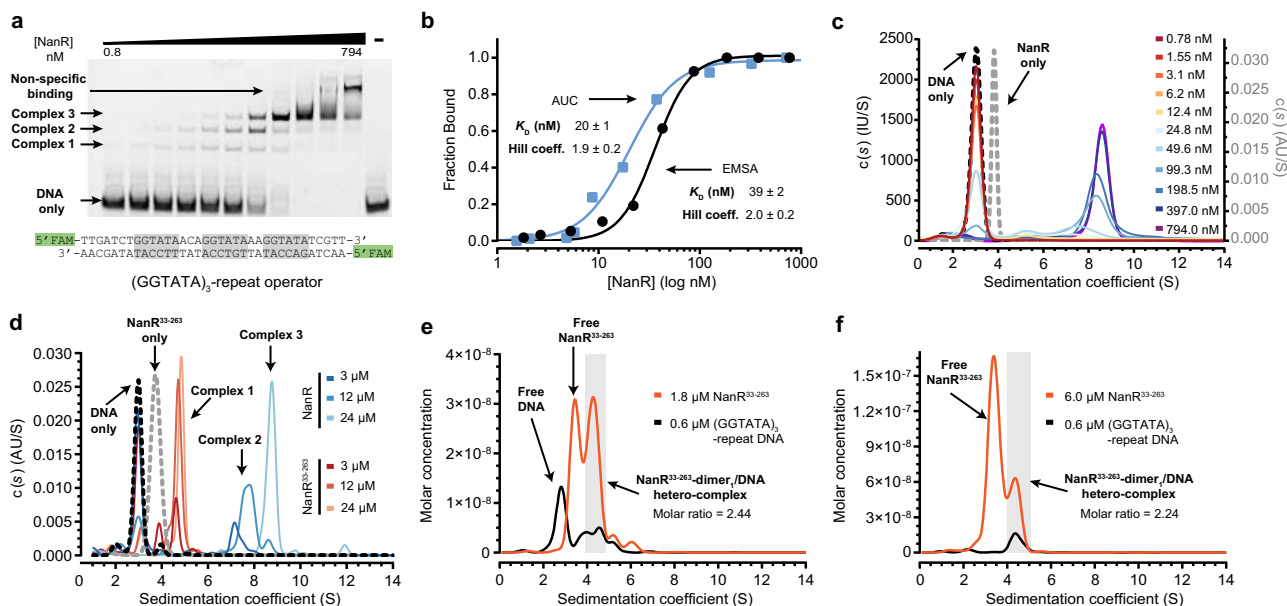 a
[NanR]
nM
0.8
794
–
Non-specific
binding
Complex 3
Complex 2
Complex 1
DNA
only
5’FAM–TTGATCTGGTATAACAGGTATAAAGGTATATCGTT–3’
3’–AACGATATACCTTTATACCTGTTATACCAGATCAA–5’FAM
(GGTATA)3-repeat operator
b
Fraction Bound
1.0
0.8
0.6
0.4
0.2
0.0
AUC
KD (nM) 20 ± 1
Hill coeff. 1.9 ± 0.2
EMSA
KD (nM) 39 ± 2
Hill coeff. 2.0 ± 0.2
1 10 100 1000
[NanR] (log nM)
c
c(s) (IU/S)
2500
2000
1500
1000
500
0
DNA
only
NanR
only
0.78 nM
1.55 nM
3.1 nM
6.2 nM
12.4 nM
24.8 nM
49.6 nM
99.3 nM
198.5 nM
397.0 nM
794.0 nM
0.030
0.025
0.020
0.015
0.010
0.005
0.000
c(s) (AU/S)
0 2 4 6 8 10 12 14
Sedimentation coefficient (S)
d
c(s) (AU/S)
0.030
0.025
0.020
0.015
0.010
0.005
0.000
NanR33-263
only
DNA
only
Complex 1
Complex 2
Complex 3
NanR
3 µM
12 µM
24 µM
NanR33-263
3 µM
12 µM
24 µM
0 2 4 6 8 10 12 14
Sedimentation coefficient (S)
e
Molar concentration
4×10-8
3×10-8
2×10-8
1×10-8
0
Free
NanR33-263
Free
DNA
1.8 µM NanR33-263
0.6 µM (GGTATA)3
-repeat DNA
NanR33-263-dimer1/DNA
hetero-complex
Molar ratio = 2.44
0 2 4 6 8 10 12 14
Sedimentation coefficient (S)
f
Molar concentration
1.5×10-7
1.2×10-7
9×10-8
6×10-8
3×10-8
0
Free
NanR33-263
6.0 µM NanR33-263
0.6 µM (GGTATA)3
-repeat DNA
NanR33-263-dimer1/DNA
hetero-complex
Molar ratio = 2.24
0 2 4 6 8 10 12 14
Sedimentation coefficient (S)